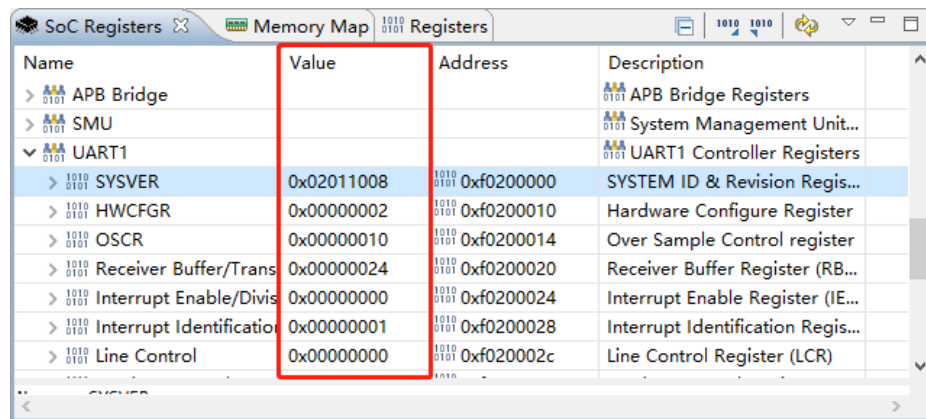 SoC Registers Memory Map Registers
Name Value Address Description
APB Bridge APB Bridge Registers
SMU System Management Unit...
UART1 UART1 Controller Registers
SYSVER 0x02011008 0xf0200000 SYSTEM ID & Revision Regis...
HWCFGR 0x00000002 0xf0200010 Hardware Configure Register
OSCR 0x00000010 0xf0200014 Over Sample Control register
Receiver Buffer/Trans 0x00000024 0xf0200020 Receiver Buffer Register (RB...
Interrupt Enable/Divis 0x00000000 0xf0200024 Interrupt Enable Register (IE...
Interrupt Identificatio 0x00000001 0xf0200028 Interrupt Identification Regis...
Line Control 0x00000000 0xf020002c Line Control Register (LCR)